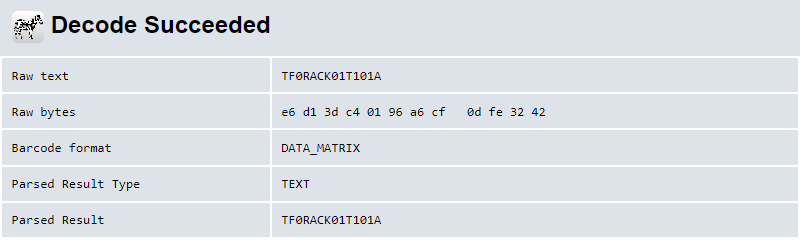 Decode Succeeded
Raw text TF0RACK01T101A
Raw bytes e6 d1 3d c4 01 96 a6 cf   0d fe 32 42
Barcode format DATA_MATRIX
Parsed Result Type TEXT
Parsed Result TF0RACK01T101A